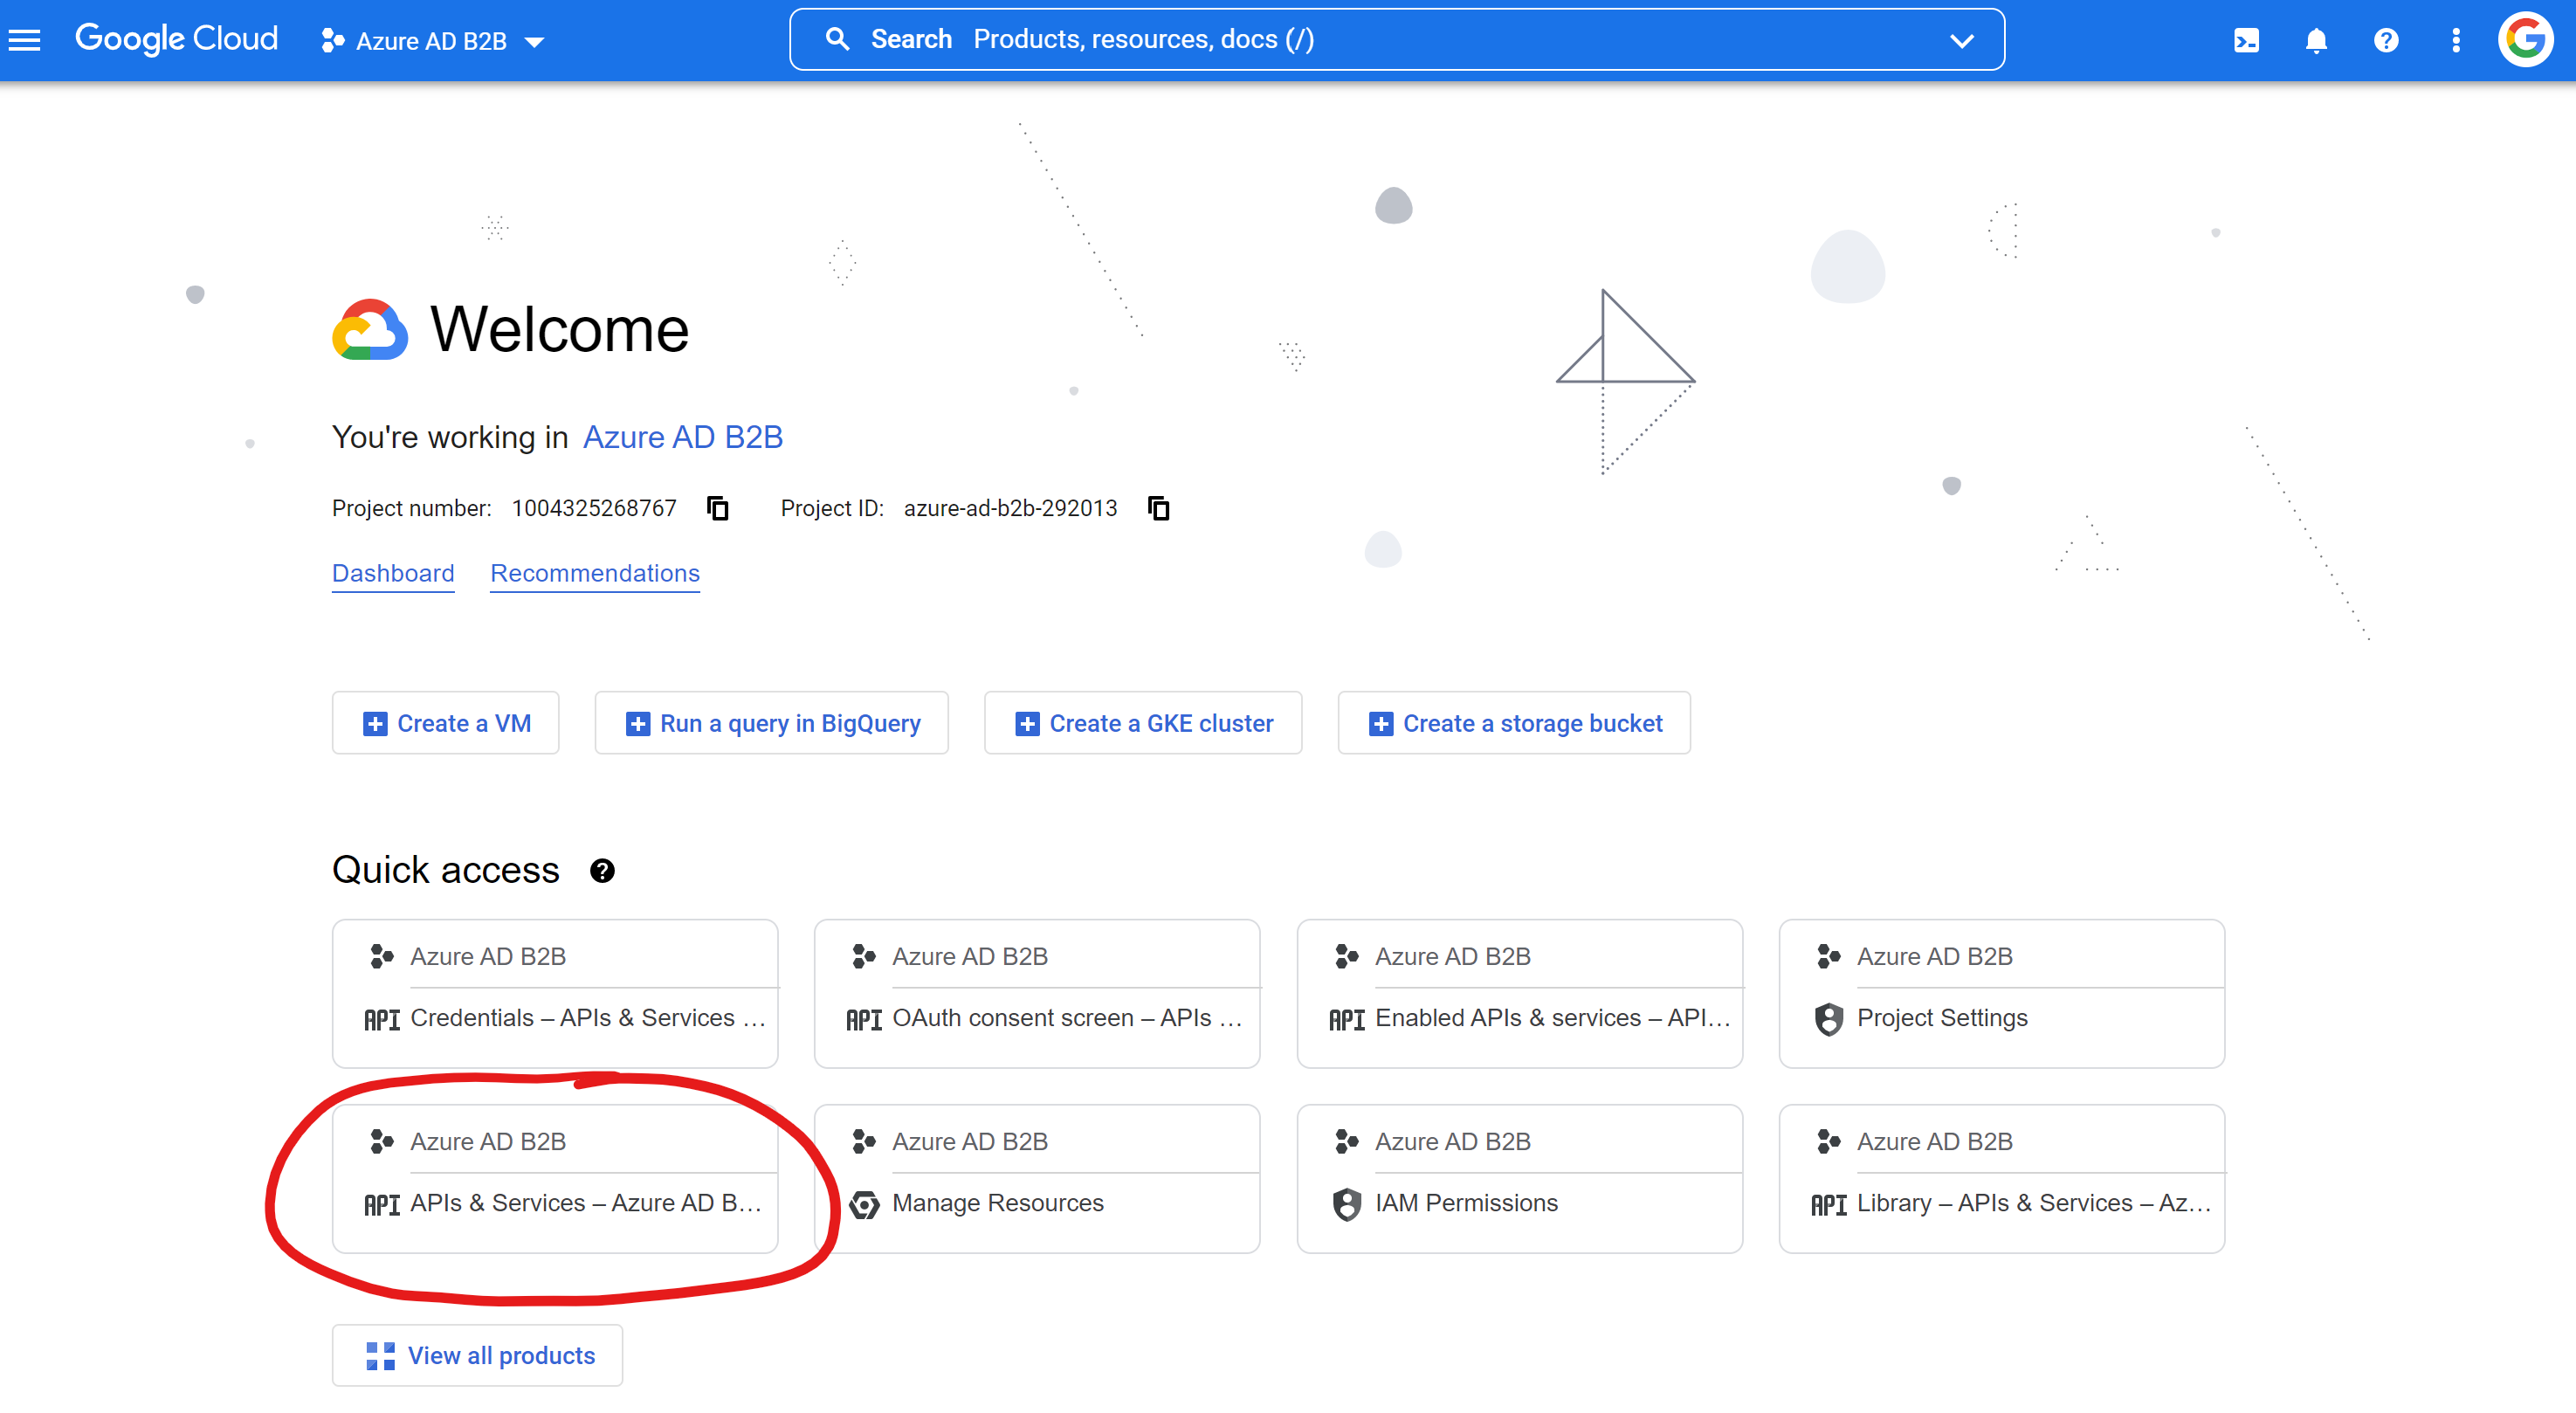 Google Cloud Azure AD B2B Search Products, resources, docs (/)
Welcome
You're working in Azure AD B2B
Project number: 1004325268767 Project ID: azure-ad-b2b-292013
Dashboard Recommendations
Create a VM Run a query in BigQuery Create a GKE cluster Create a storage bucket
Quick access
Azure AD B2B Azure AD B2B Azure AD B2B Azure AD B2B
API Credentials – APIs & Services … API OAuth consent screen – APIs … API Enabled APIs & services – API… Project Settings
Azure AD B2B Azure AD B2B Azure AD B2B Azure AD B2B
API APIs & Services – Azure AD B… Manage Resources IAM Permissions API Library – APIs & Services – Az…
View all products